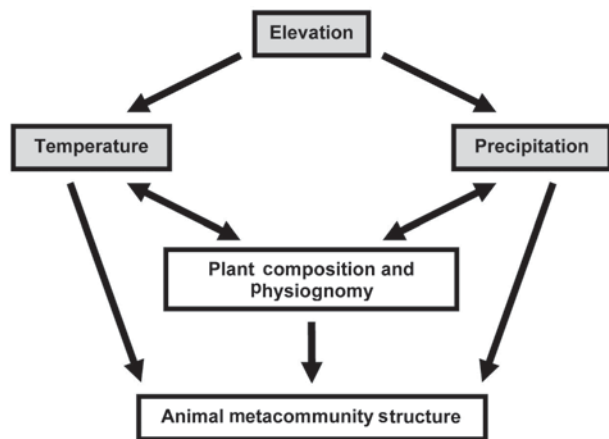 Elevation
Temperature
Precipitation
Plant composition and
Physiognomy
Animal metacommunity structure